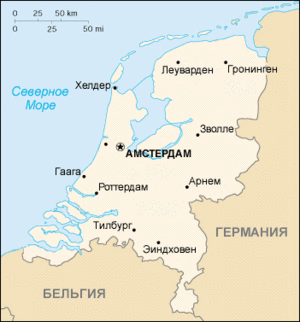 0 25 50 km
0 25 50 mi
Леуварден
Гронинген
Хелдер
Северное
Море
Зволле
АМСТЕРДАМ
Гаага
Арнем
Роттердам
Тилбург
ГЕРМАНИЯ
Эиндховен
БЕЛЬГИЯ